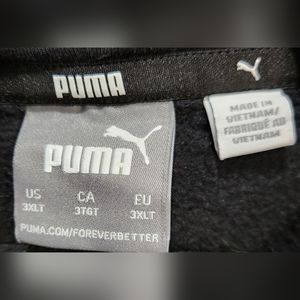 PUMA
PUMA
US CA EU
3XLT 3TGT 3XLT
PUMA.COM/FOREVERBETTER
MADE IN
VIETNAM/
FABRIQUÉ AU
VIETNAM